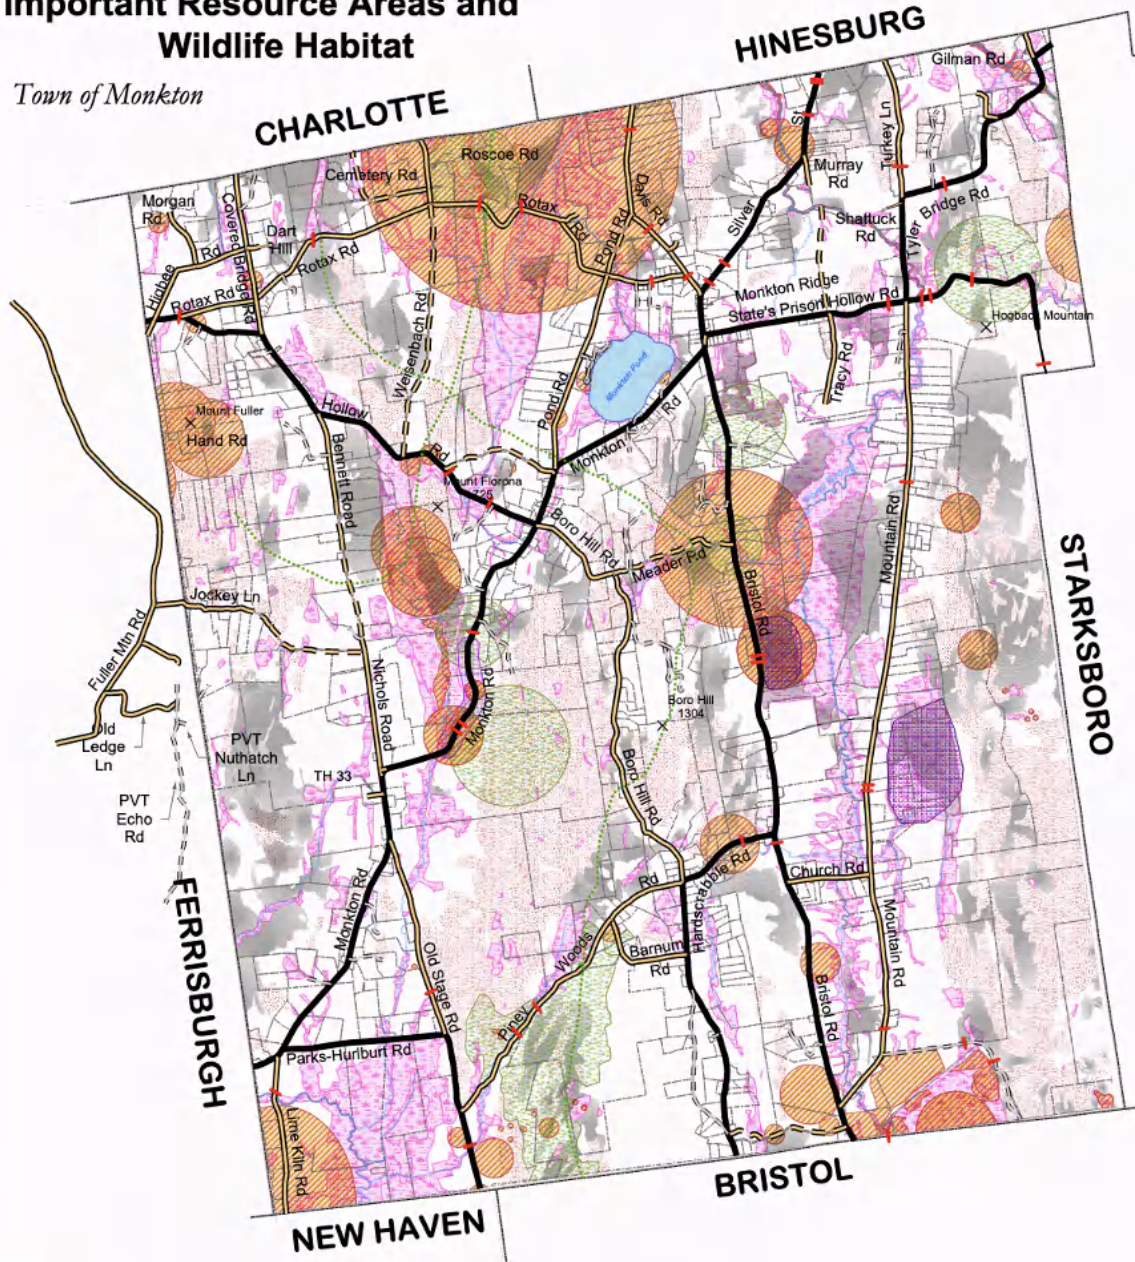 Important Resource Areas and
Wildlife Habitat
Town of Monkton
CHARLOTTE
HINESBURG
Gilman Rd
Roscoe Rd
Cemetery Rd
Morgan
Rd
Covered Bridge Rd
Dart
Hill
Rd
Higbee
Rotax Rd
Rotax Rd
Rotax
Rd
Davis Rd
Pond Rd
St
Silver
Murray
Rd
Turkey Ln
Shattuck
Rd
Tyler
Bridge Rd
Monkton Ridge
State's Prison Hollow Rd
Hogback Mountain
Weisenbach Rd
Monkton Pond
Tracy Rd
Mount Fuller
Hand Rd
Hollow
Rd
Pond Rd
Monkton
Rd
Bennett Road
Mount Florona
725
Boro Hill Rd
Meader Rd
Mountain Rd
Bristol Rd
STARKSBORO
Jockey Ln
Fuller Mtn Rd
Old
Ledge
Ln
PVT
Nuthatch
Ln
PVT
Echo
Rd
Nichols Road
Monkton Rd
Boro Hill
1304
TH 33
Boro Hill Rd
Church Rd
Hardscrabble Rd
Rd
Woods
Piney
Barnum
Rd
Monkton Rd
Old Stage Rd
Mountain Rd
Bristol Rd
FERRISBURGH
Parks-Hurlburt Rd
Lime Kiln Rd
NEW HAVEN
BRISTOL